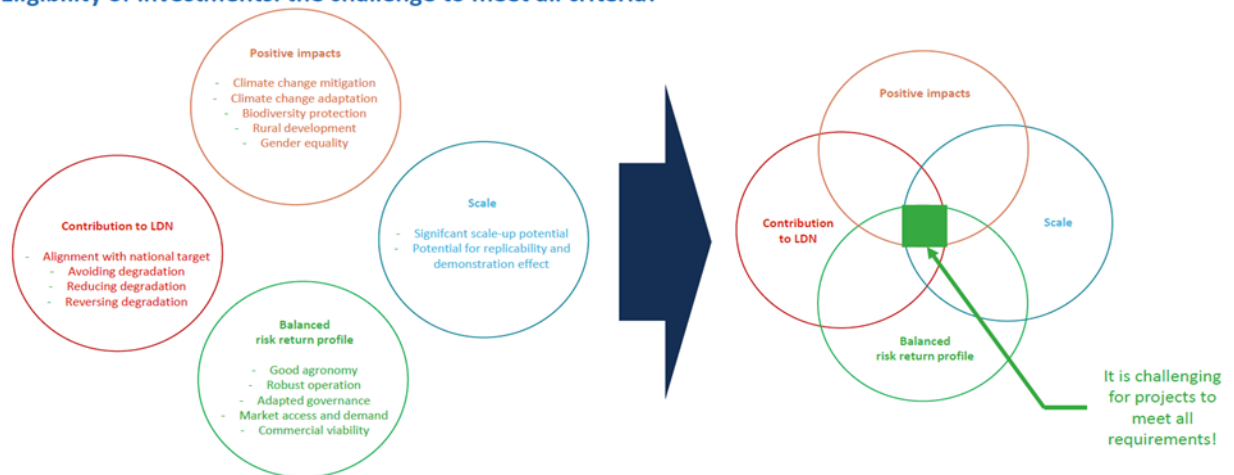 Eligibility of investments: the challenge to meet all criteria!
Positive impacts
- Climate change mitigation
- Climate change adaptation
- Biodiversity protection
- Rural development
- Gender equality
Contribution to LDN
- Alignment with national target
- Avoiding degradation
- Reducing degradation
- Reversing degradation
Scale
- Signifcant scale-up potential
- Potential for replicability and
demonstration effect
Balanced
risk return profile
- Good agronomy
- Robust operation
- Adapted governance
- Market access and demand
- Commercial viability
Positive impacts
Contribution
to LDN
Scale
Balanced
risk return profile
It is challenging
for projects to
meet all
requirements!